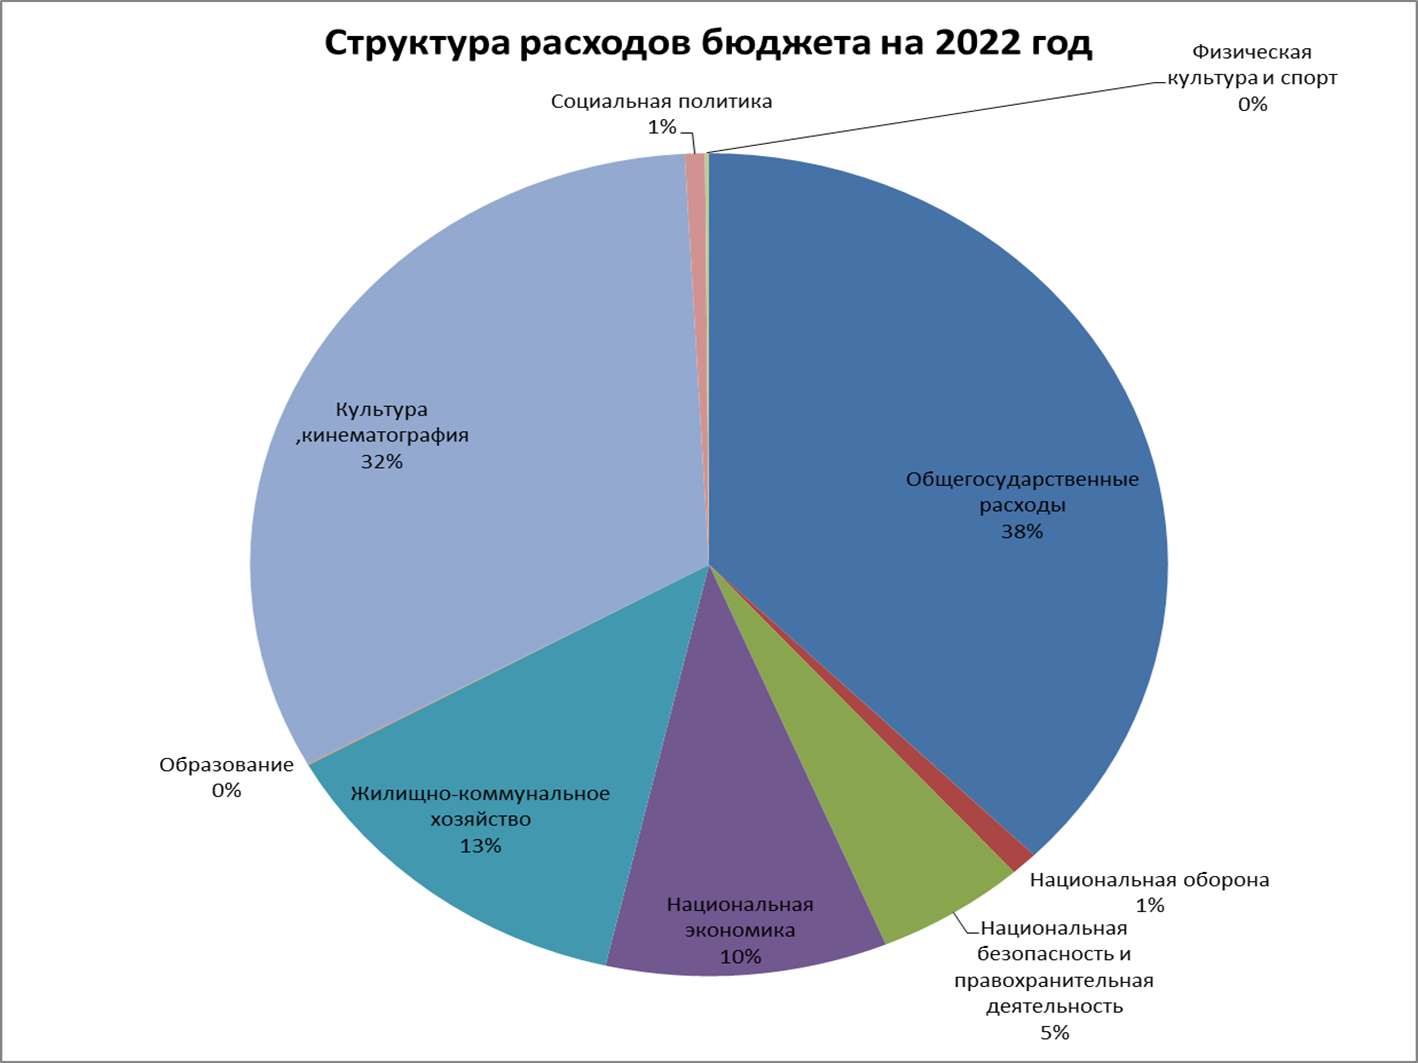 Структура расходов бюджета на 2022 год
Физическая
культура и спорт
0%
Социальная политика
1%
Культура
,кинематография
32%
Общегосударственные
расходы
38%
Образование
0%
Жилищно-коммунальное
хозяйство
13%
Национальная
экономика
10%
Национальная оборона
1%
Национальная
безопасность и
правохранительная
деятельность
5%